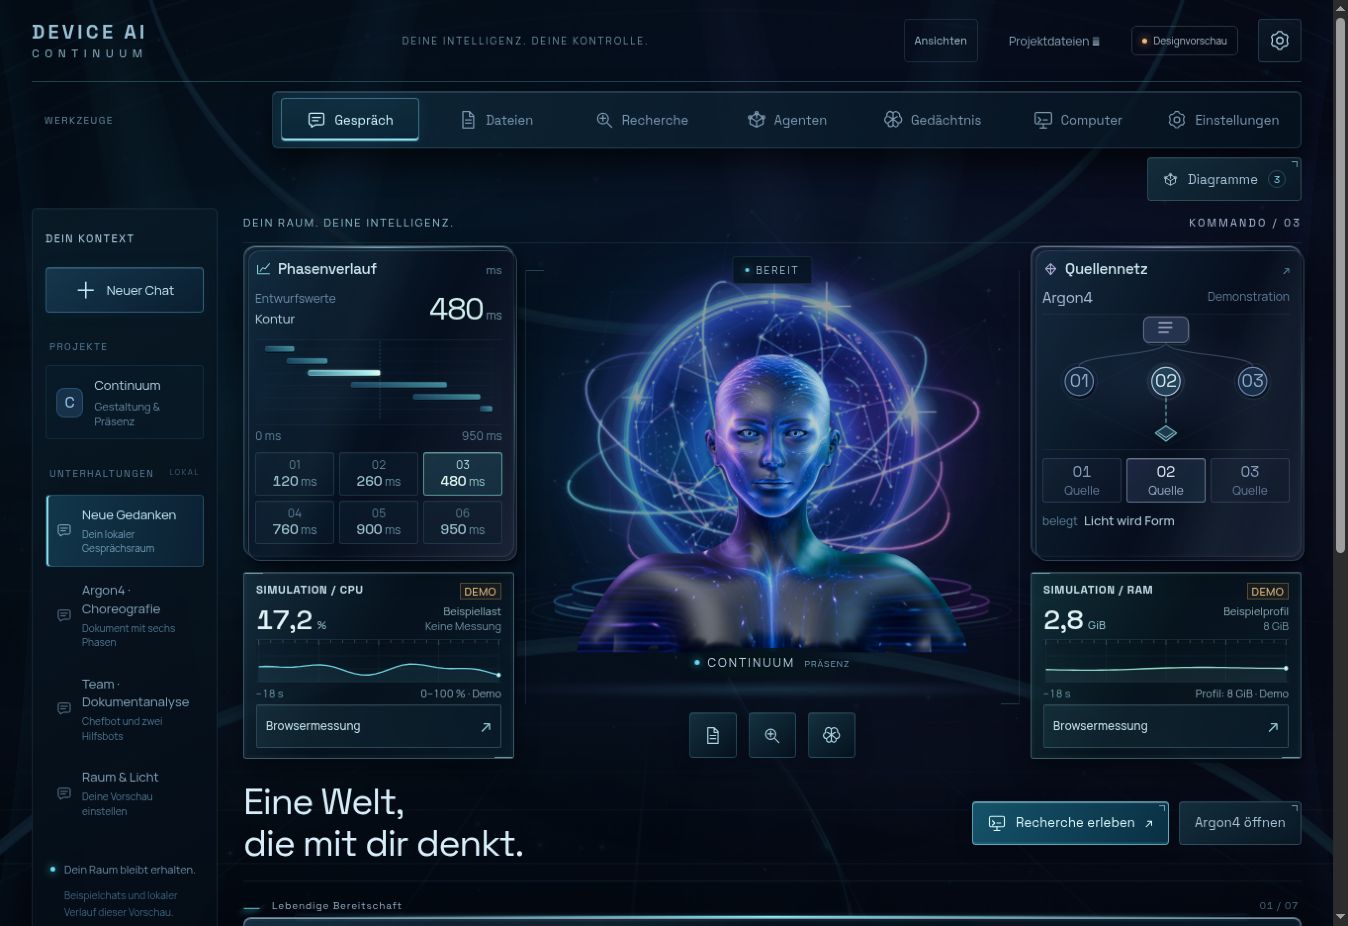 DEVICE AI
CONTINUUM
DEINE INTELLIGENZ. DEINE KONTROLLE.
Ansichten
Projektdateien
Designvorschau
WERKZEUGE
Gespräch
Dateien
Recherche
Agenten
Gedächtnis
Computer
Einstellungen
Diagramme 3
DEIN KONTEXT
Neuer Chat
PROJEKTE
C
Continuum
Gestaltung &
Präsenz
UNTERHALTUNGEN LOKAL
Neue Gedanken
Dein lokaler
Gesprächsraum
Argon4 ·
Choreografie
Dokument mit sechs
Phasen
Team ·
Dokumentanalyse
Chefbot und zwei
Hilfsbots
Raum & Licht
Deine Vorschau
einstellen
Dein Raum bleibt erhalten.
Beispielchats und lokaler
Verlauf dieser Vorschau.
DEIN RAUM. DEINE INTELLIGENZ.
KOMMANDO / 03
Phasenverlauf ms
Entwurfswerte
Kontur
480 ms
0 ms 950 ms
01 02 03
120 ms 260 ms 480 ms
04 05 06
760 ms 900 ms 950 ms
SIMULATION / CPU DEMO
17,2 %
Beispiellast
Keine Messung
−18 s 0–100 % · Demo
Browsermessung
BEREIT
CONTINUUM PRÄSENZ
Quellennetz
Argon4 Demonstration
01 02 03
01 02 03
Quelle Quelle Quelle
belegt Licht wird Form
SIMULATION / RAM DEMO
2,8 GiB
Beispielprofil
8 GiB
−18 s Profil: 8 GiB · Demo
Browsermessung
Eine Welt,
die mit dir denkt.
Recherche erleben
Argon4 öffnen
Lebendige Bereitschaft
01 / 07